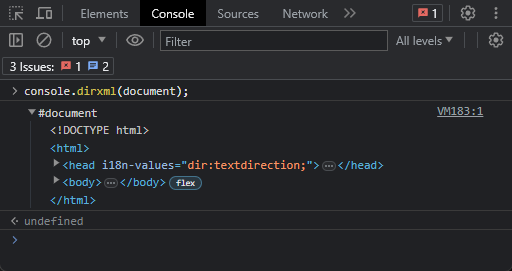 Elements Console Sources Network 1
top Filter All levels
3 Issues: 1 2
console.dirxml(document);
#document VM183:1
<!DOCTYPE html>
<html>
<head i18n-values="dir:textdirection;"> … </head>
<body> … </body> flex
</html>
undefined